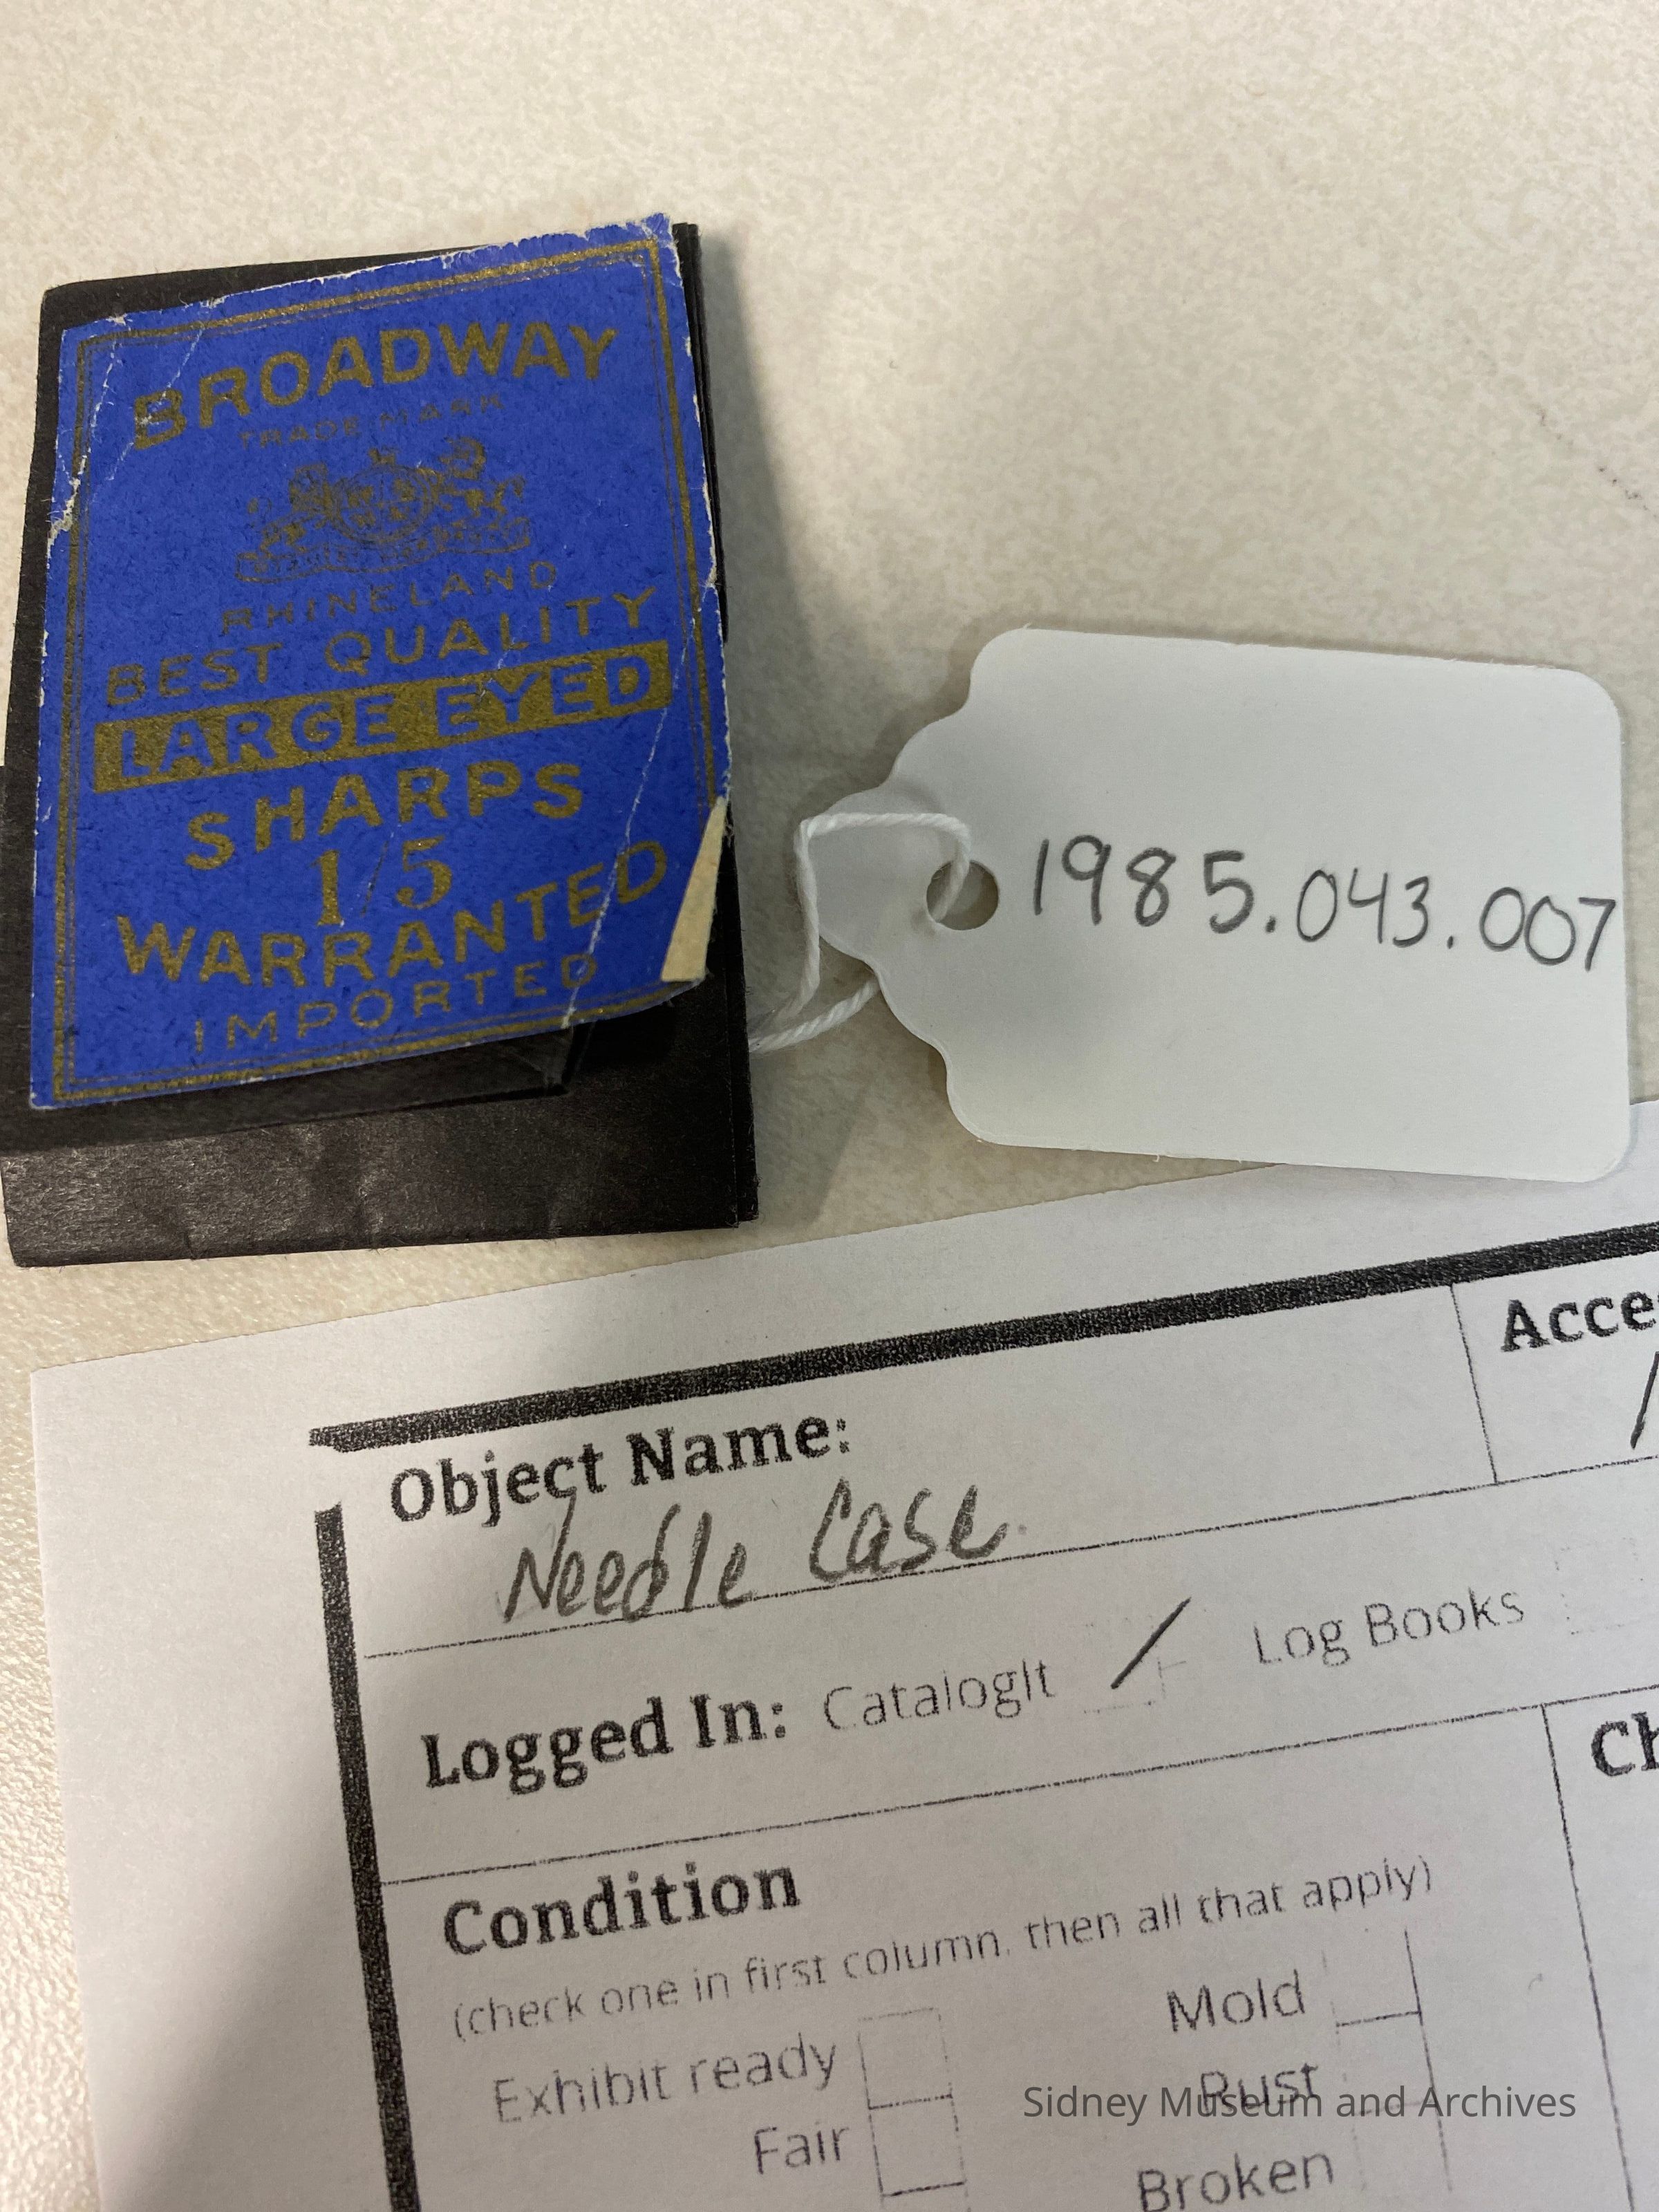 BROADWAY
TRADE MARK
RHINELAND
BEST QUALITY
LARGE EYED
SHARPS
1/5
WARRANTED
IMPORTED
1985.043.007
Acce
Object Name:
Needle Case
Logged In: CatalogIt / Log Books
Ch
Condition
(check one in first column, then all that apply)
Exhibit ready
Mold
Fair
Rust
Broken
Sidney Museum and Archives